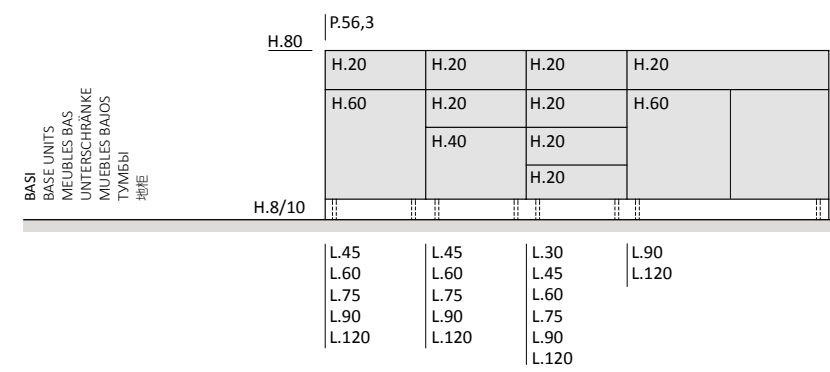 BASI
BASE UNITS
MEUBLES BAS
UNTERSCHRÄNKE
MUEBLES BAJOS
ТУМБЫ
地柜
P.56,3
H.80
H.20 H.20 H.20 H.20
H.60 H.20 H.20 H.60
H.40 H.20
H.20
H.8/10
L.45
L.60
L.75
L.90
L.120
L.45
L.60
L.75
L.90
L.120
L.30
L.45
L.60
L.75
L.90
L.120
L.90
L.120